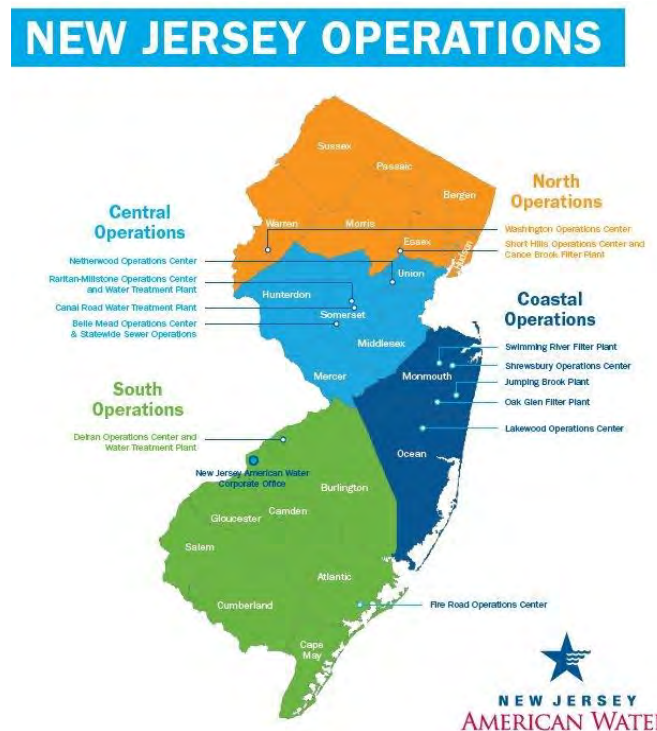 NEW JERSEY OPERATIONS
Sussex
Passaic
Bergen
Warren
Morris
Essex
Hudson
North
Operations
Washington Operations Center
Short Hills Operations Center and
Canoe Brook Filter Plant
Central
Operations
Netherwood Operations Center
Raritan-Millstone Operations Center
and Water Treatment Plant
Canal Road Water Treatment Plant
Belle Mead Operations Center
& Statewide Sewer Operations
Union
Hunterdon
Somerset
Middlesex
Mercer
Coastal
Operations
Swimming River Filter Plant
Shrewsbury Operations Center
Jumping Brook Plant
Oak Glen Filter Plant
Lakewood Operations Center
Monmouth
Ocean
South
Operations
Delran Operations Center and
Water Treatment Plant
New Jersey American Water
Corporate Office
Burlington
Camden
Gloucester
Salem
Atlantic
Cumberland
Cape
May
Fire Road Operations Center
NEW JERSEY
AMERICAN WATER